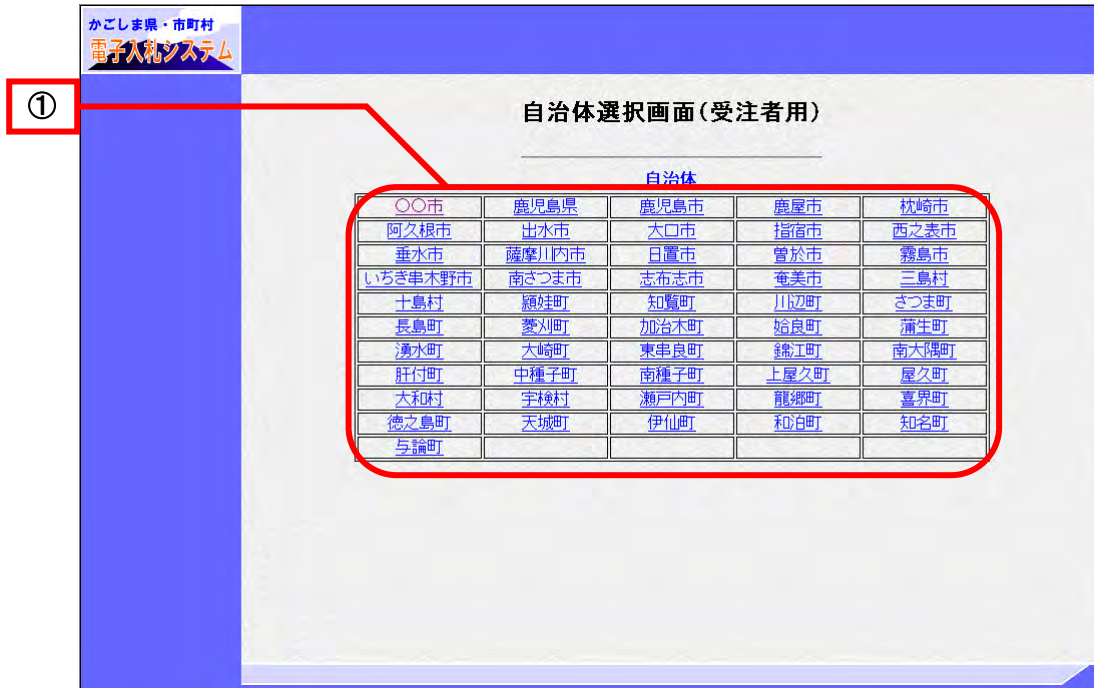 かごしま県・市町村
電子入札システム
①
自治体選択画面(受注者用)
自治体
〇〇市 鹿児島県 鹿児島市 鹿屋市 枕崎市
阿久根市 出水市 大口市 指宿市 西之表市
垂水市 薩摩川内市 日置市 曽於市 霧島市
いちき串木野市 南さつま市 志布志市 奄美市 三島村
十島村 頴娃町 知覧町 川辺町 さつま町
長島町 菱刈町 加治木町 姶良町 蒲生町
湧水町 大崎町 東串良町 錦江町 南大隅町
肝付町 中種子町 南種子町 上屋久町 屋久町
大和村 宇検村 瀬戸内町 龍郷町 喜界町
徳之島町 天城町 伊仙町 和泊町 知名町
与論町